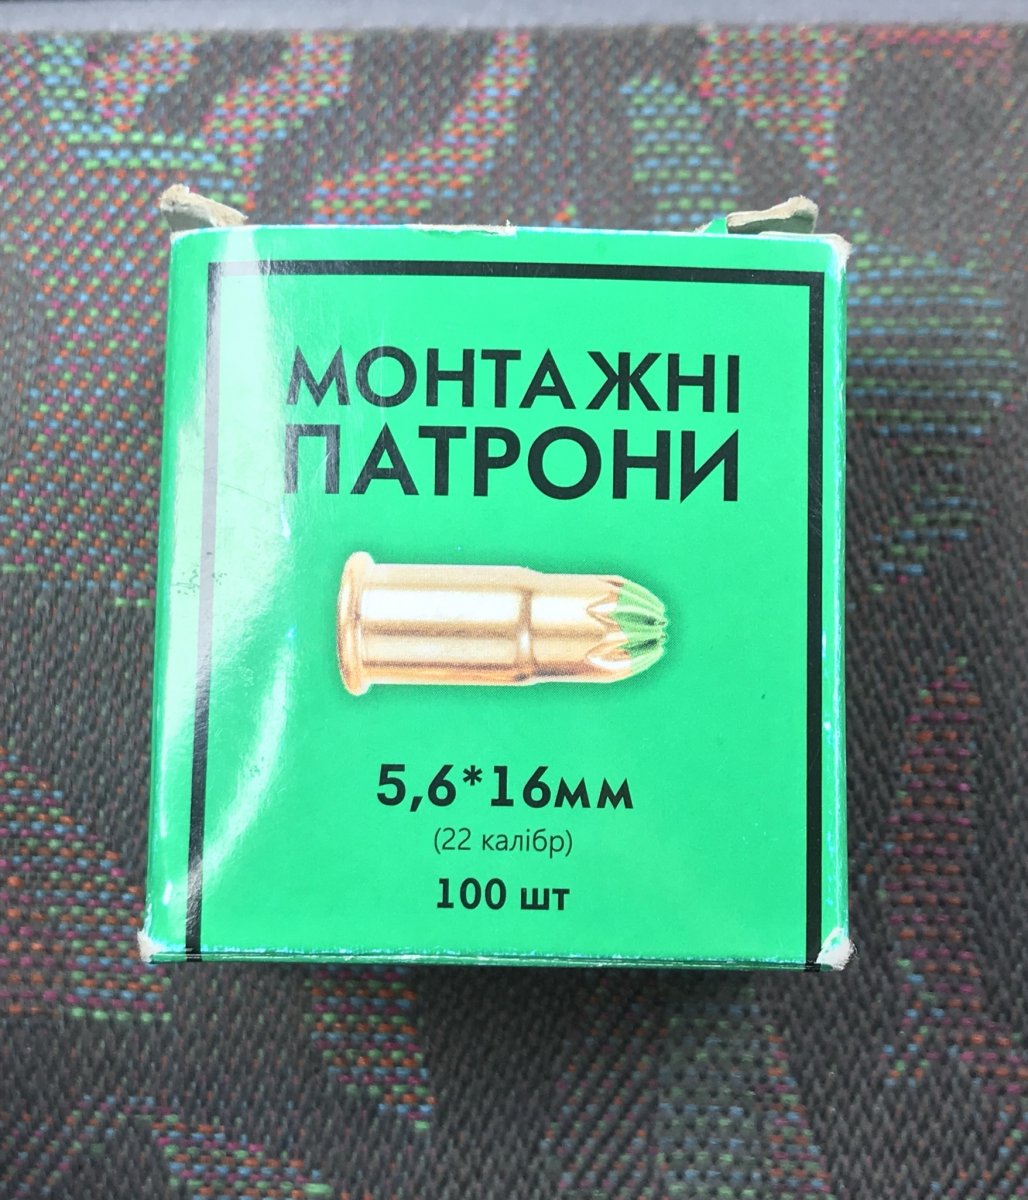 МОНТАЖНІ
ПАТРОНИ
5,6*16мм
(22 калібр)
100 шт